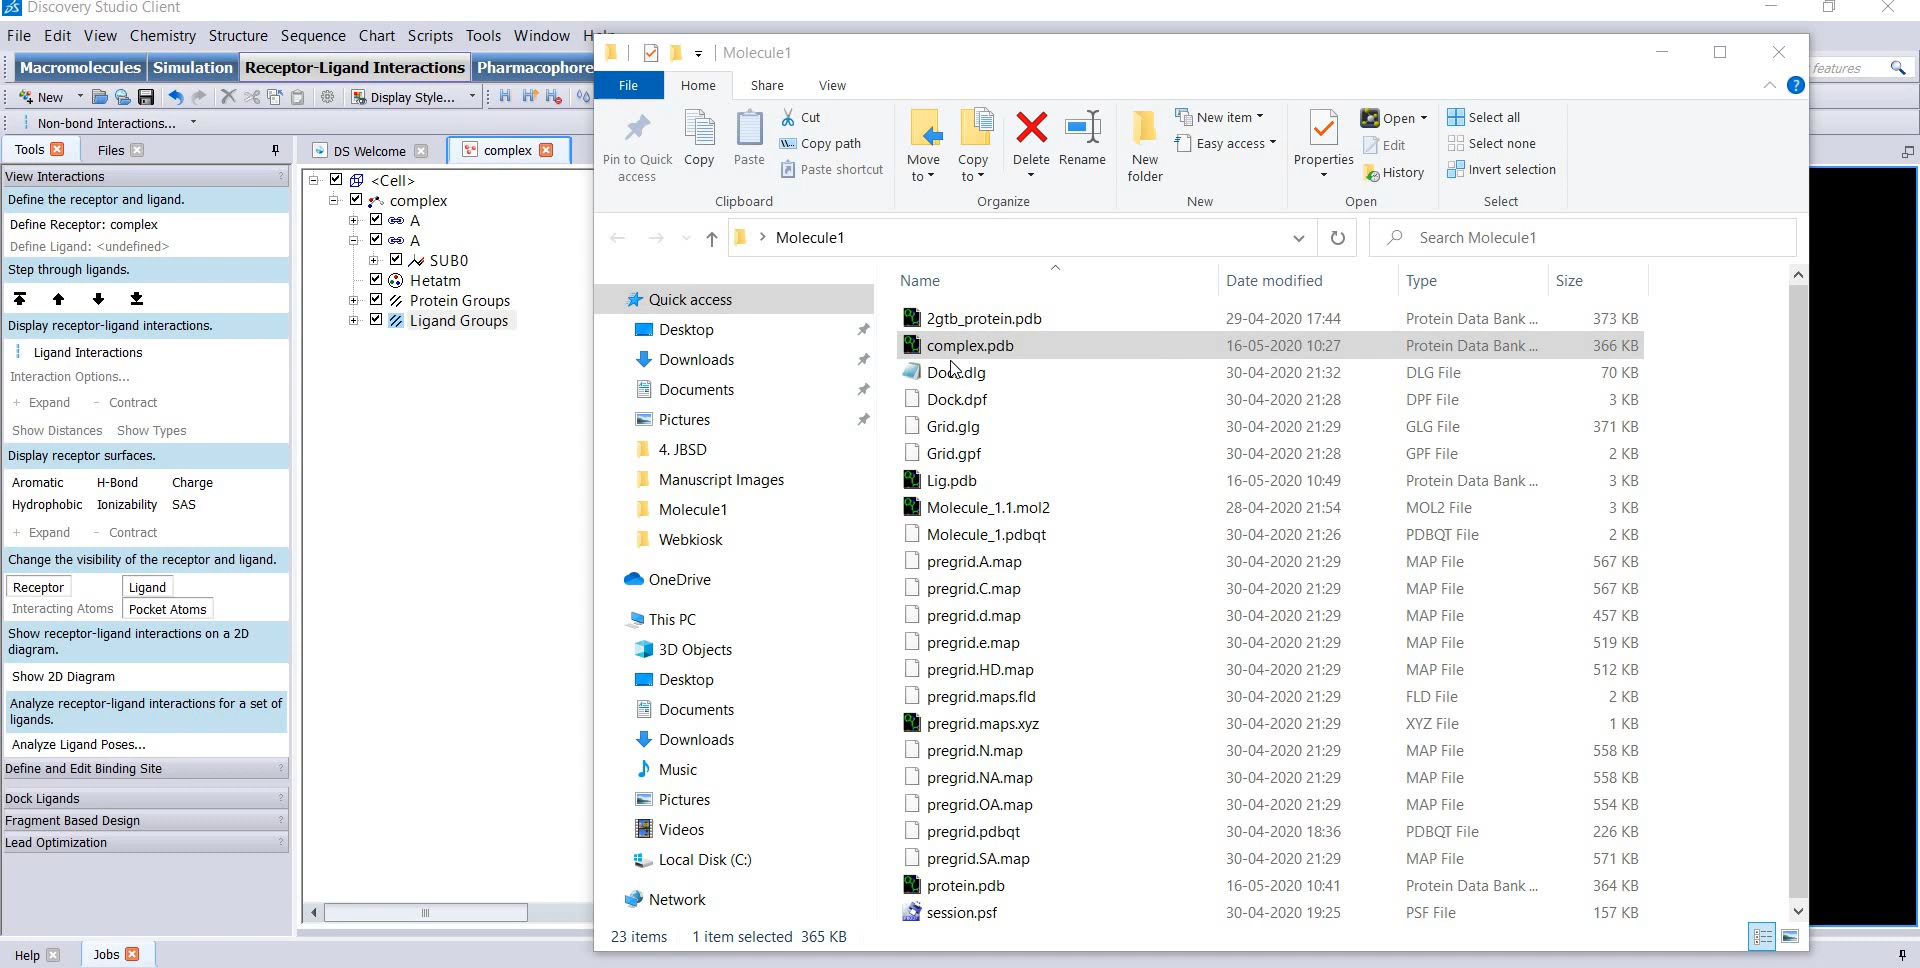 Discovery Studio Client
File Edit View Chemistry Structure Sequence Chart Scripts Tools Window
Macromolecules Simulation Receptor-Ligand Interactions Pharmacophore
features
New Display Style...
Non-bond Interactions...
Tools Files
DS Welcome complex
View Interactions ?
Define the receptor and ligand.
Define Receptor: complex
Define Ligand: <undefined>
Step through ligands.
Display receptor-ligand interactions.
Ligand Interactions
Interaction Options...
+ Expand - Contract
Show Distances Show Types
Display receptor surfaces.
Aromatic H-Bond Charge
Hydrophobic Ionizability SAS
+ Expand - Contract
Change the visibility of the receptor and ligand.
Receptor Ligand
Interacting Atoms Pocket Atoms
Show receptor-ligand interactions on a 2D
diagram.
Show 2D Diagram
Analyze receptor-ligand interactions for a set of
ligands.
Analyze Ligand Poses...
Define and Edit Binding Site ?
Dock Ligands ?
Fragment Based Design ?
Lead Optimization ?
<Cell>
complex
A
A
SUB0
Hetatm
Protein Groups
Ligand Groups
Molecule1
File Home Share View
Pin to Quick
access
Copy
Paste
Cut
Copy path
Paste shortcut
Clipboard
Move
to
Copy
to
Delete
Rename
Organize
New
folder
New item
Easy access
New
Properties
Open
Edit
History
Open
Select all
Select none
Invert selection
Select
Molecule1
Search Molecule1
Quick access
Desktop
Downloads
Documents
Pictures
4. JBSD
Manuscript Images
Molecule1
Webkiosk
OneDrive
This PC
3D Objects
Desktop
Documents
Downloads
Music
Pictures
Videos
Local Disk (C:)
Network
Name Date modified Type Size
2gtb_protein.pdb 29-04-2020 17:44 Protein Data Bank ... 373 KB
complex.pdb 16-05-2020 10:27 Protein Data Bank ... 366 KB
Dock.dlg 30-04-2020 21:32 DLG File 70 KB
Dock.dpf 30-04-2020 21:28 DPF File 3 KB
Grid.glg 30-04-2020 21:29 GLG File 371 KB
Grid.gpf 30-04-2020 21:28 GPF File 2 KB
Lig.pdb 16-05-2020 10:49 Protein Data Bank ... 3 KB
Molecule_1.1.mol2 28-04-2020 21:54 MOL2 File 3 KB
Molecule_1.pdbqt 30-04-2020 21:26 PDBQT File 2 KB
pregrid.A.map 30-04-2020 21:29 MAP File 567 KB
pregrid.C.map 30-04-2020 21:29 MAP File 567 KB
pregrid.d.map 30-04-2020 21:29 MAP File 457 KB
pregrid.e.map 30-04-2020 21:29 MAP File 519 KB
pregrid.HD.map 30-04-2020 21:29 MAP File 512 KB
pregrid.maps.fld 30-04-2020 21:29 FLD File 2 KB
pregrid.maps.xyz 30-04-2020 21:29 XYZ File 1 KB
pregrid.N.map 30-04-2020 21:29 MAP File 558 KB
pregrid.NA.map 30-04-2020 21:29 MAP File 558 KB
pregrid.OA.map 30-04-2020 21:29 MAP File 554 KB
pregrid.pdbqt 30-04-2020 18:36 PDBQT File 226 KB
pregrid.SA.map 30-04-2020 21:29 MAP File 571 KB
protein.pdb 16-05-2020 10:41 Protein Data Bank ... 364 KB
session.psf 30-04-2020 19:25 PSF File 157 KB
23 items 1 item selected 365 KB
Help Jobs